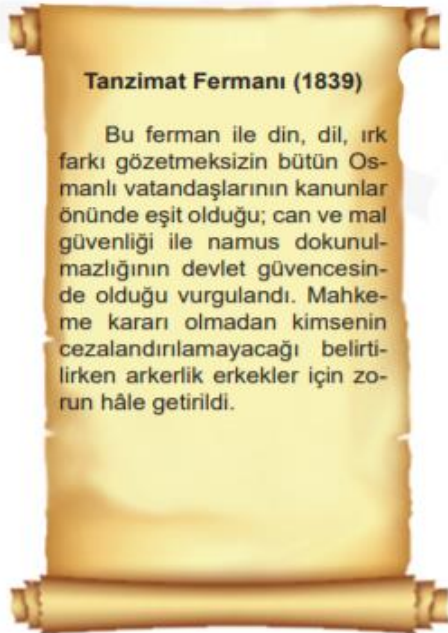 Tanzimat Fermanı (1839)
Bu ferman ile din, dil, ırk
farkı gözetmeksizin bütün Os-
manlı vatandaşlarının kanunlar
önünde eşit olduğu; can ve mal
güvenliği ile namus dokunul-
mazlığının devlet güvencesin-
de olduğu vurgulandı. Mahke-
me kararı olmadan kimsenin
cezalandırılamayacağı belirti-
lirken arkerlik erkekler için zo-
run hâle getirildi.